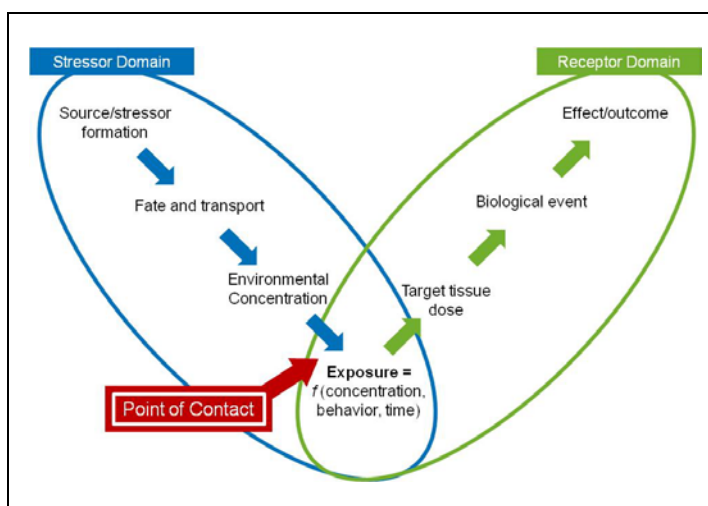 Stressor Domain
Receptor Domain
Source/stressor
formation
Effect/outcome
Fate and transport
Biological event
Environmental
Concentration
Target tissue
dose
Exposure =
f (concentration,
behavior, time)
Point of Contact